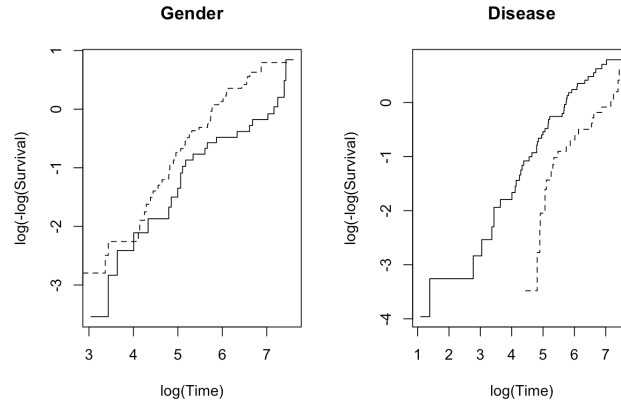 Gender
1
0
-1
-2
-3
log(-log(Survival)
3 4 5 6 7
log(Time)
Disease
0
-1
-2
-3
-4
log(-log(Survival)
1 2 3 4 5 6 7
log(Time)